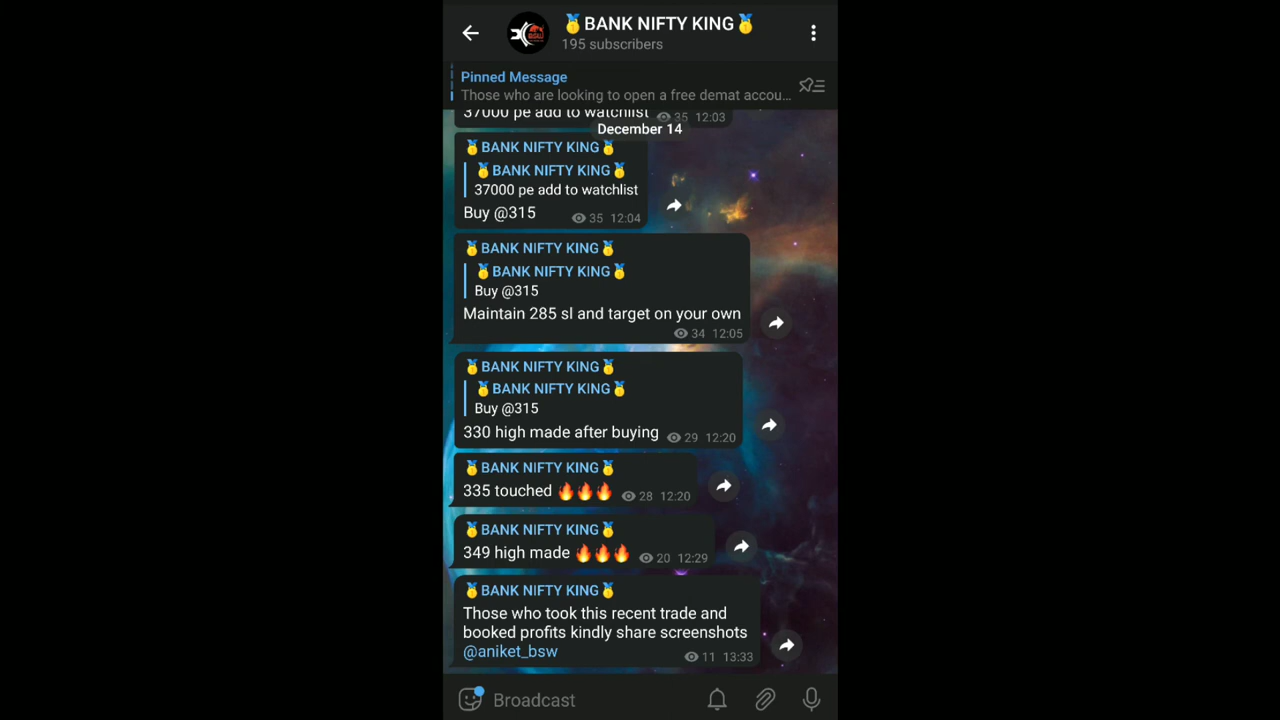 🥇BANK NIFTY KING🥇
195 subscribers
Pinned Message
Those who are looking to open a free demat accou...
37000 pe add to watchlist 35 12:03
December 14
🥇BANK NIFTY KING🥇
🥇BANK NIFTY KING🥇
37000 pe add to watchlist
Buy @315 35 12:04
🥇BANK NIFTY KING🥇
🥇BANK NIFTY KING🥇
Buy @315
Maintain 285 sl and target on your own
34 12:05
🥇BANK NIFTY KING🥇
🥇BANK NIFTY KING🥇
Buy @315
330 high made after buying 29 12:20
🥇BANK NIFTY KING🥇
335 touched 🔥🔥🔥 28 12:20
🥇BANK NIFTY KING🥇
349 high made 🔥🔥🔥 20 12:29
🥇BANK NIFTY KING🥇
Those who took this recent trade and
booked profits kindly share screenshots
@aniket_bsw 11 13:33
Broadcast